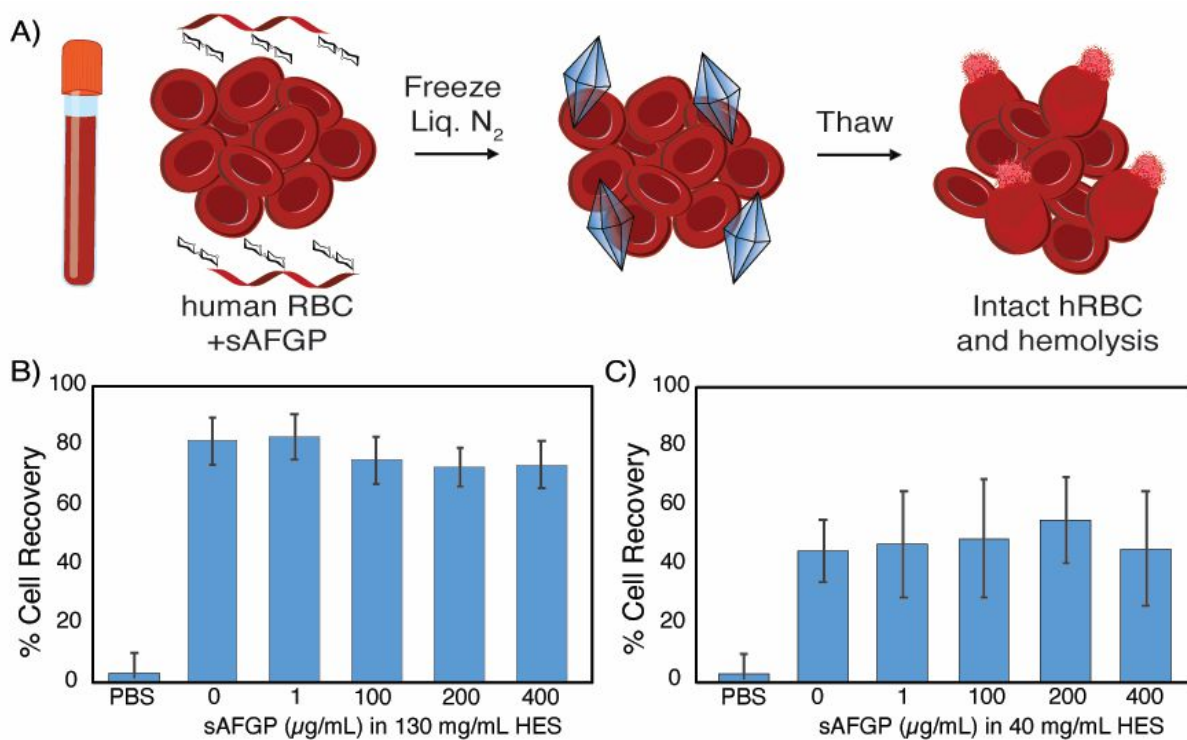 A)
Freeze
Liq. N₂
Thaw
human RBC
+sAFGP
Intact hRBC
and hemolysis
B)
% Cell Recovery
100
80
60
40
20
0
PBS 0 1 100 200 400
sAFGP (µg/mL) in 130 mg/mL HES
C)
% Cell Recovery
100
80
60
40
20
0
PBS 0 1 100 200 400
sAFGP (µg/mL) in 40 mg/mL HES